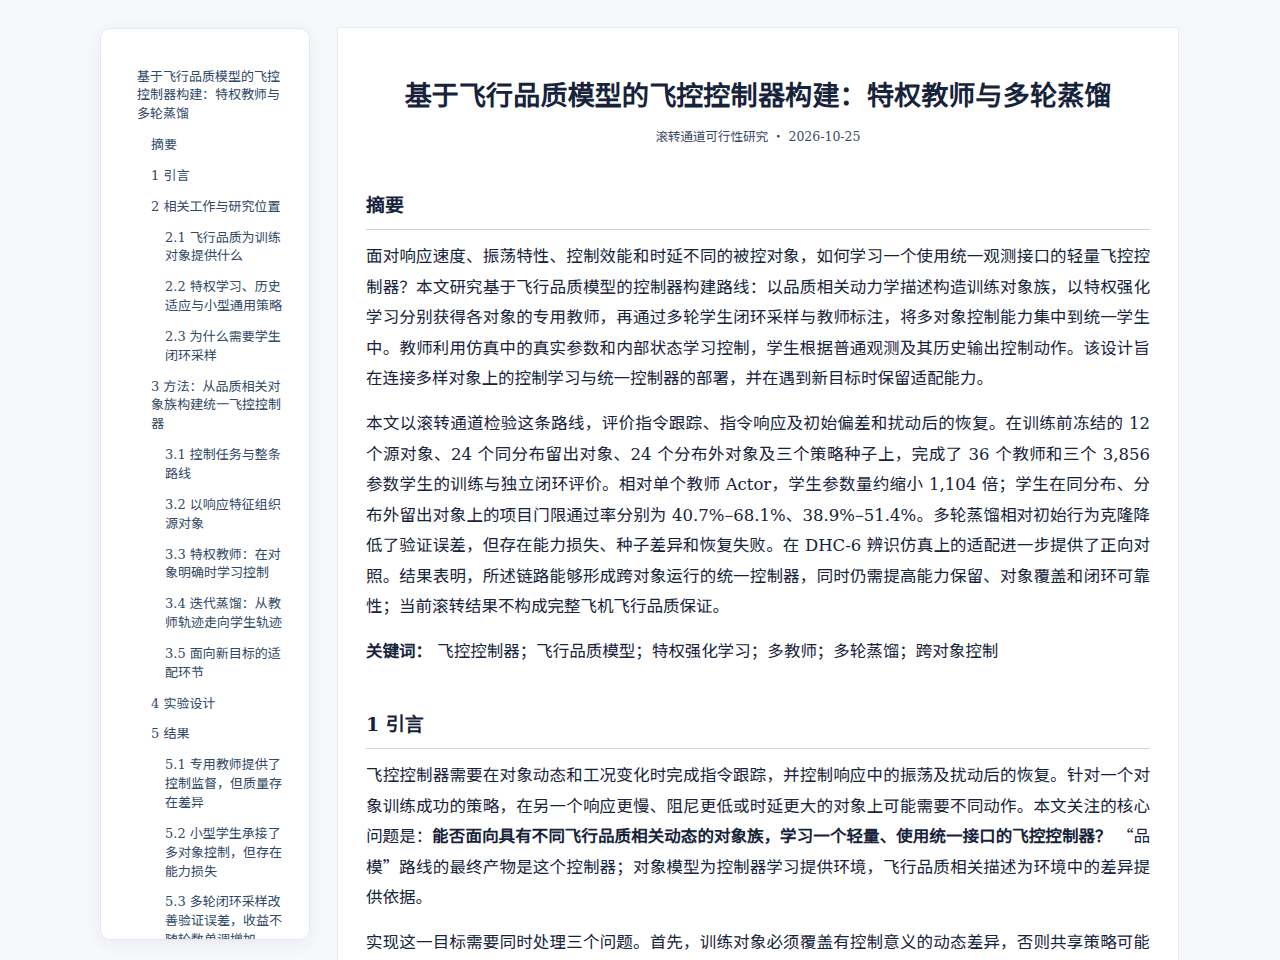 基于飞行品质模型的飞控
控制器构建：特权教师与
多轮蒸馏
摘要
1 引言
2 相关工作与研究位置
2.1 飞行品质为训练
对象提供什么
2.2 特权学习、历史
适应与小型通用策略
2.3 为什么需要学生
闭环采样
3 方法：从品质相关对
象族构建统一飞控控制
器
3.1 控制任务与整条
路线
3.2 以响应特征组织
源对象
3.3 特权教师：在对
象明确时学习控制
3.4 迭代蒸馏：从教
师轨迹走向学生轨迹
3.5 面向新目标的适
配环节
4 实验设计
5 结果
5.1 专用教师提供了
控制监督，但质量存
在差异
5.2 小型学生承接了
多对象控制，但存在
能力损失
5.3 多轮闭环采样改
善验证误差，收益不
随轮数单调增加
基于飞行品质模型的飞控控制器构建：特权教师与多轮蒸馏
滚转通道可行性研究 · 2026-10-25
摘要
面对响应速度、振荡特性、控制效能和时延不同的被控对象，如何学习一个使用统一观测接口的轻量飞控控
制器？本文研究基于飞行品质模型的控制器构建路线：以品质相关动力学描述构造训练对象族，以特权强化
学习分别获得各对象的专用教师，再通过多轮学生闭环采样与教师标注，将多对象控制能力集中到统一学生
中。教师利用仿真中的真实参数和内部状态学习控制，学生根据普通观测及其历史输出控制动作。该设计旨
在连接多样对象上的控制学习与统一控制器的部署，并在遇到新目标时保留适配能力。
本文以滚转通道检验这条路线，评价指令跟踪、指令响应及初始偏差和扰动后的恢复。在训练前冻结的 12
个源对象、24 个同分布留出对象、24 个分布外对象及三个策略种子上，完成了 36 个教师和三个 3,856
参数学生的训练与独立闭环评价。相对单个教师 Actor，学生参数量约缩小 1,104 倍；学生在同分布、分
布外留出对象上的项目门限通过率分别为 40.7%–68.1%、38.9%–51.4%。多轮蒸馏相对初始行为克隆降
低了验证误差，但存在能力损失、种子差异和恢复失败。在 DHC-6 辨识仿真上的适配进一步提供了正向对
照。结果表明，所述链路能够形成跨对象运行的统一控制器，同时仍需提高能力保留、对象覆盖和闭环可靠
性；当前滚转结果不构成完整飞机飞行品质保证。
关键词： 飞控控制器；飞行品质模型；特权强化学习；多教师；多轮蒸馏；跨对象控制
1 引言
飞控控制器需要在对象动态和工况变化时完成指令跟踪，并控制响应中的振荡及扰动后的恢复。针对一个对
象训练成功的策略，在另一个响应更慢、阻尼更低或时延更大的对象上可能需要不同动作。本文关注的核心
问题是：能否面向具有不同飞行品质相关动态的对象族，学习一个轻量、使用统一接口的飞控控制器？ “品
模”路线的最终产物是这个控制器；对象模型为控制器学习提供环境，飞行品质相关描述为环境中的差异提
供依据。
实现这一目标需要同时处理三个问题。首先，训练对象必须覆盖有控制意义的动态差异，否则共享策略可能